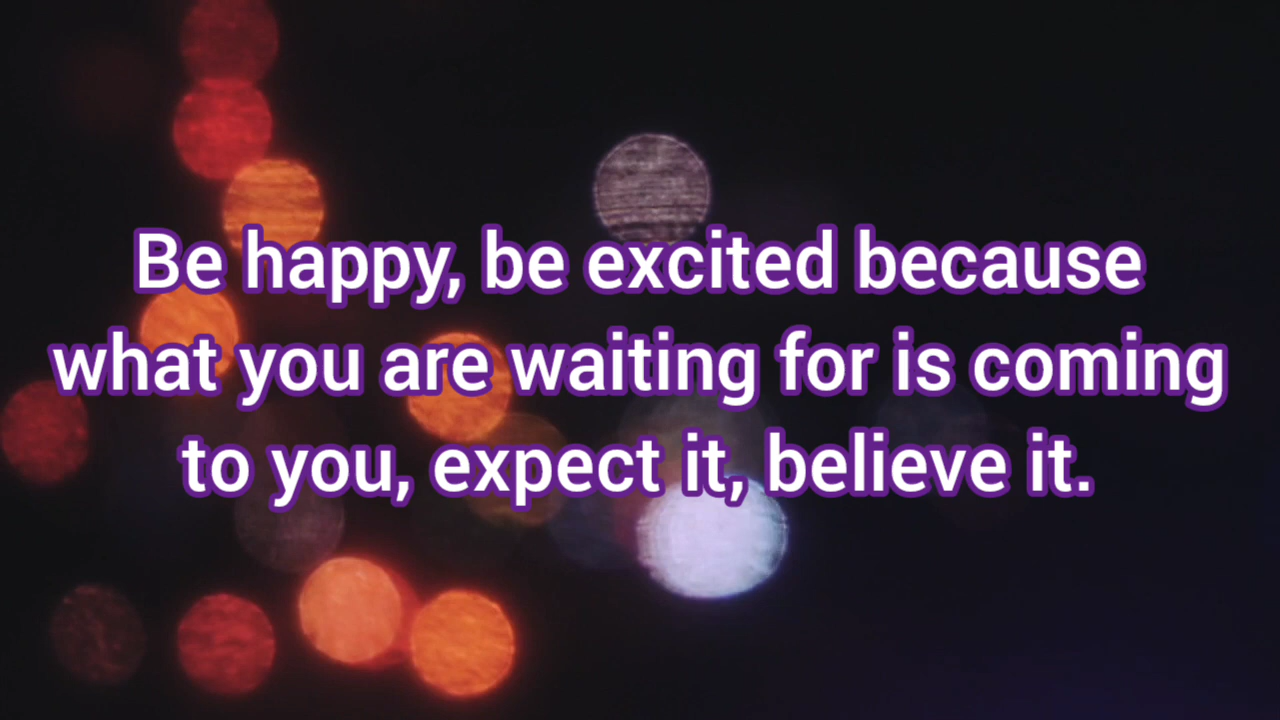 Be happy, be excited because
what you are waiting for is coming
to you, expect it, believe it.